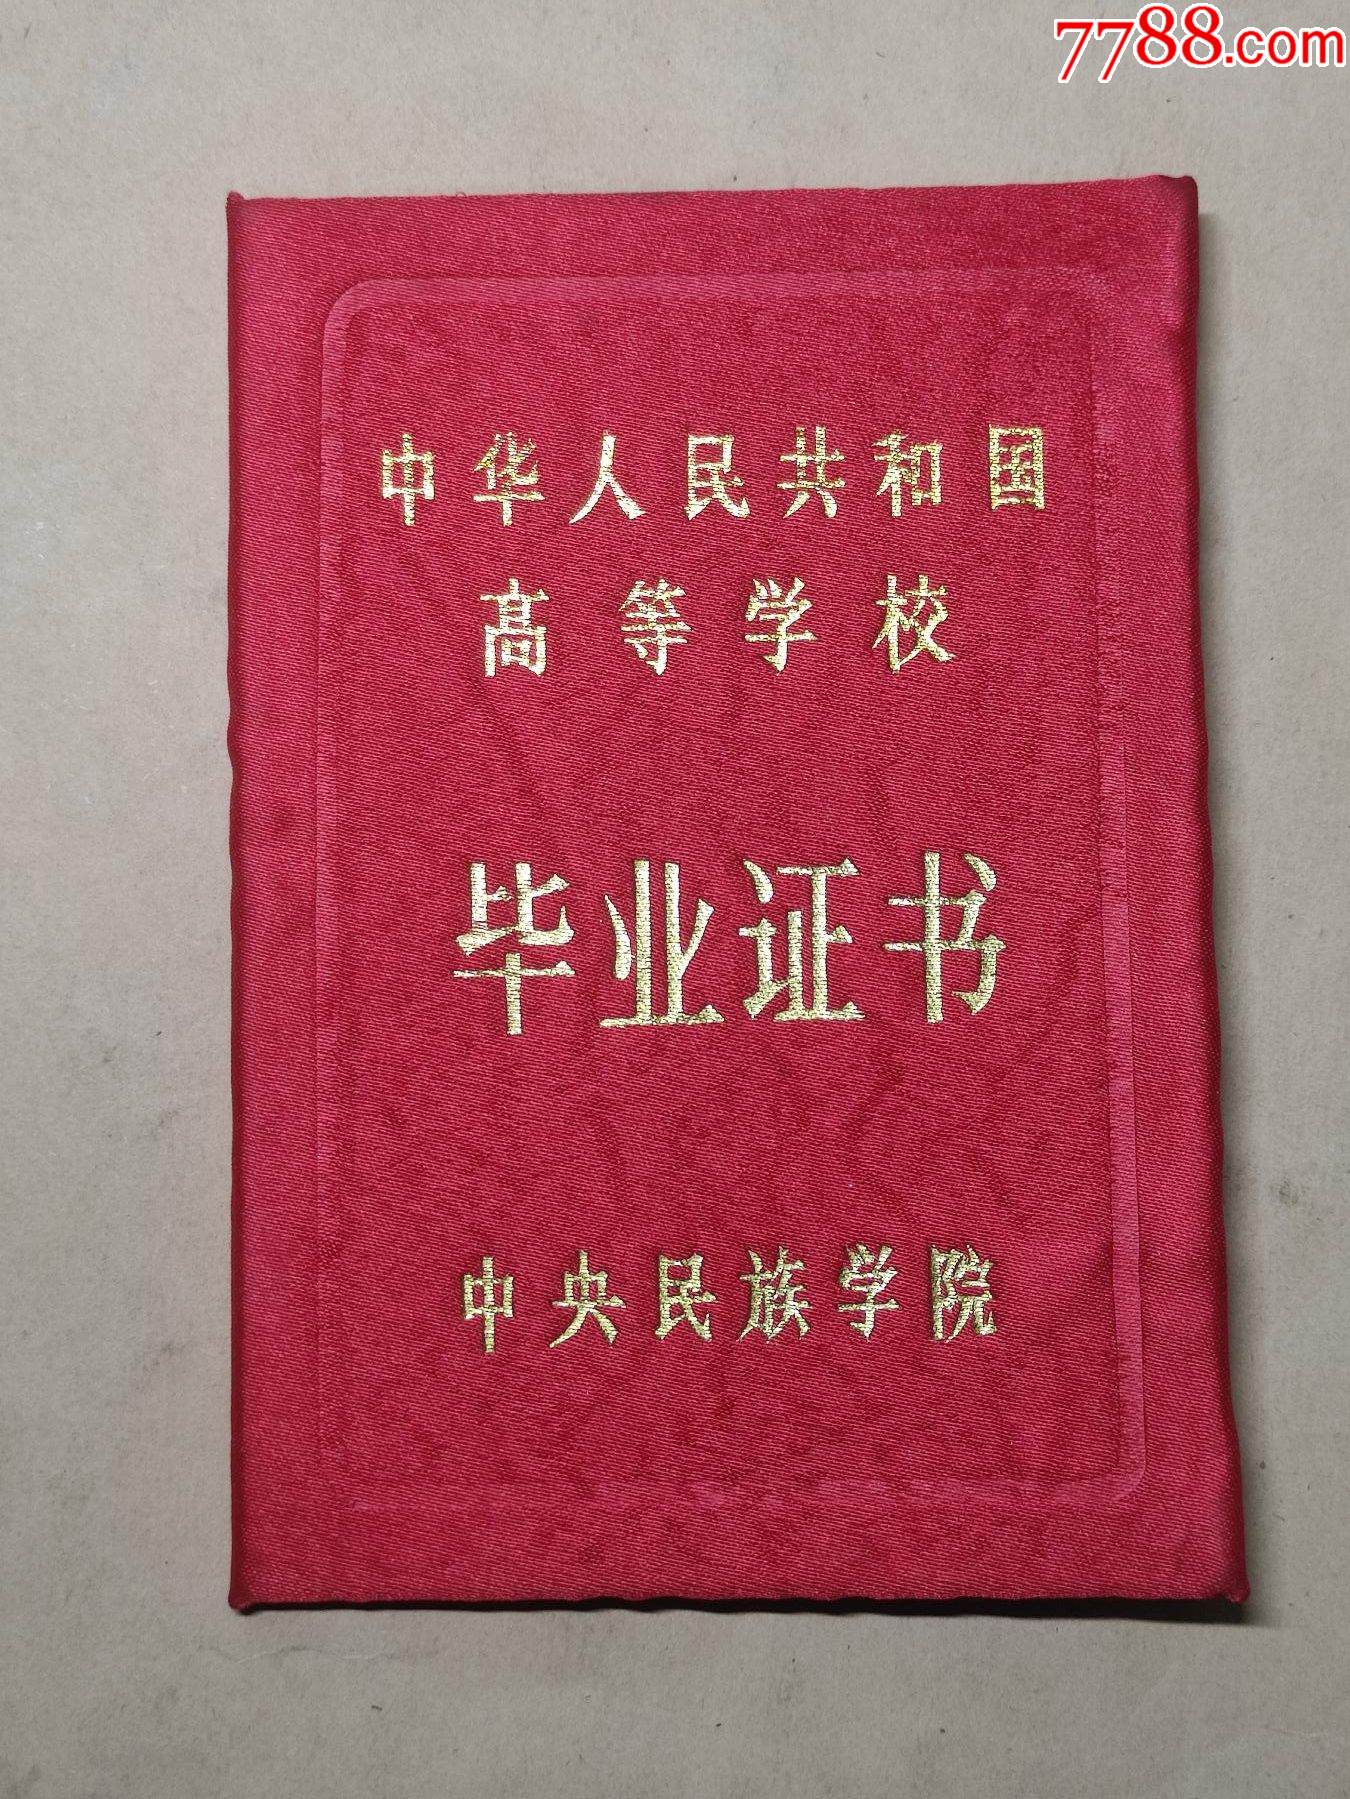 7788.com
中华人民共和国
高等学校
毕业证书
中央民族学院